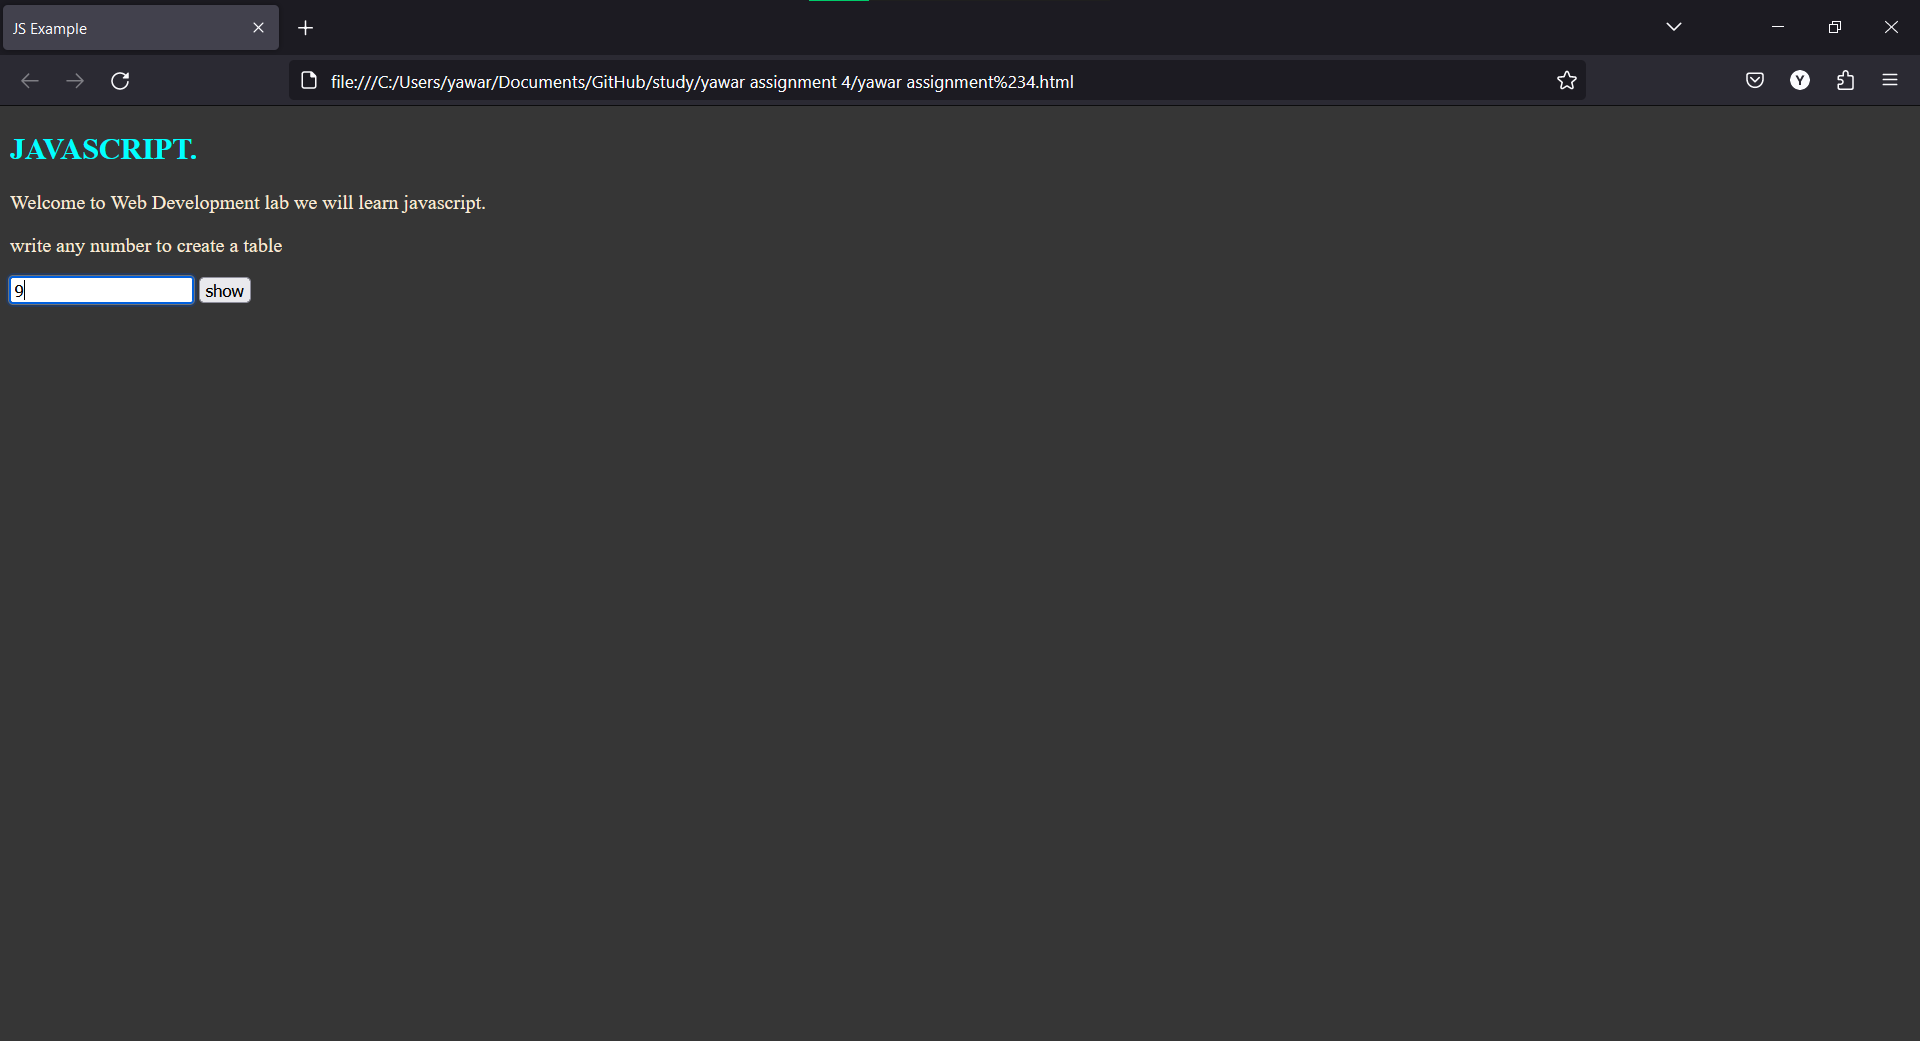 JS Example
file:///C:/Users/yawar/Documents/GitHub/study/yawar assignment 4/yawar assignment%234.html
Y
JAVASCRIPT.
Welcome to Web Development lab we will learn javascript.
write any number to create a table
9 show